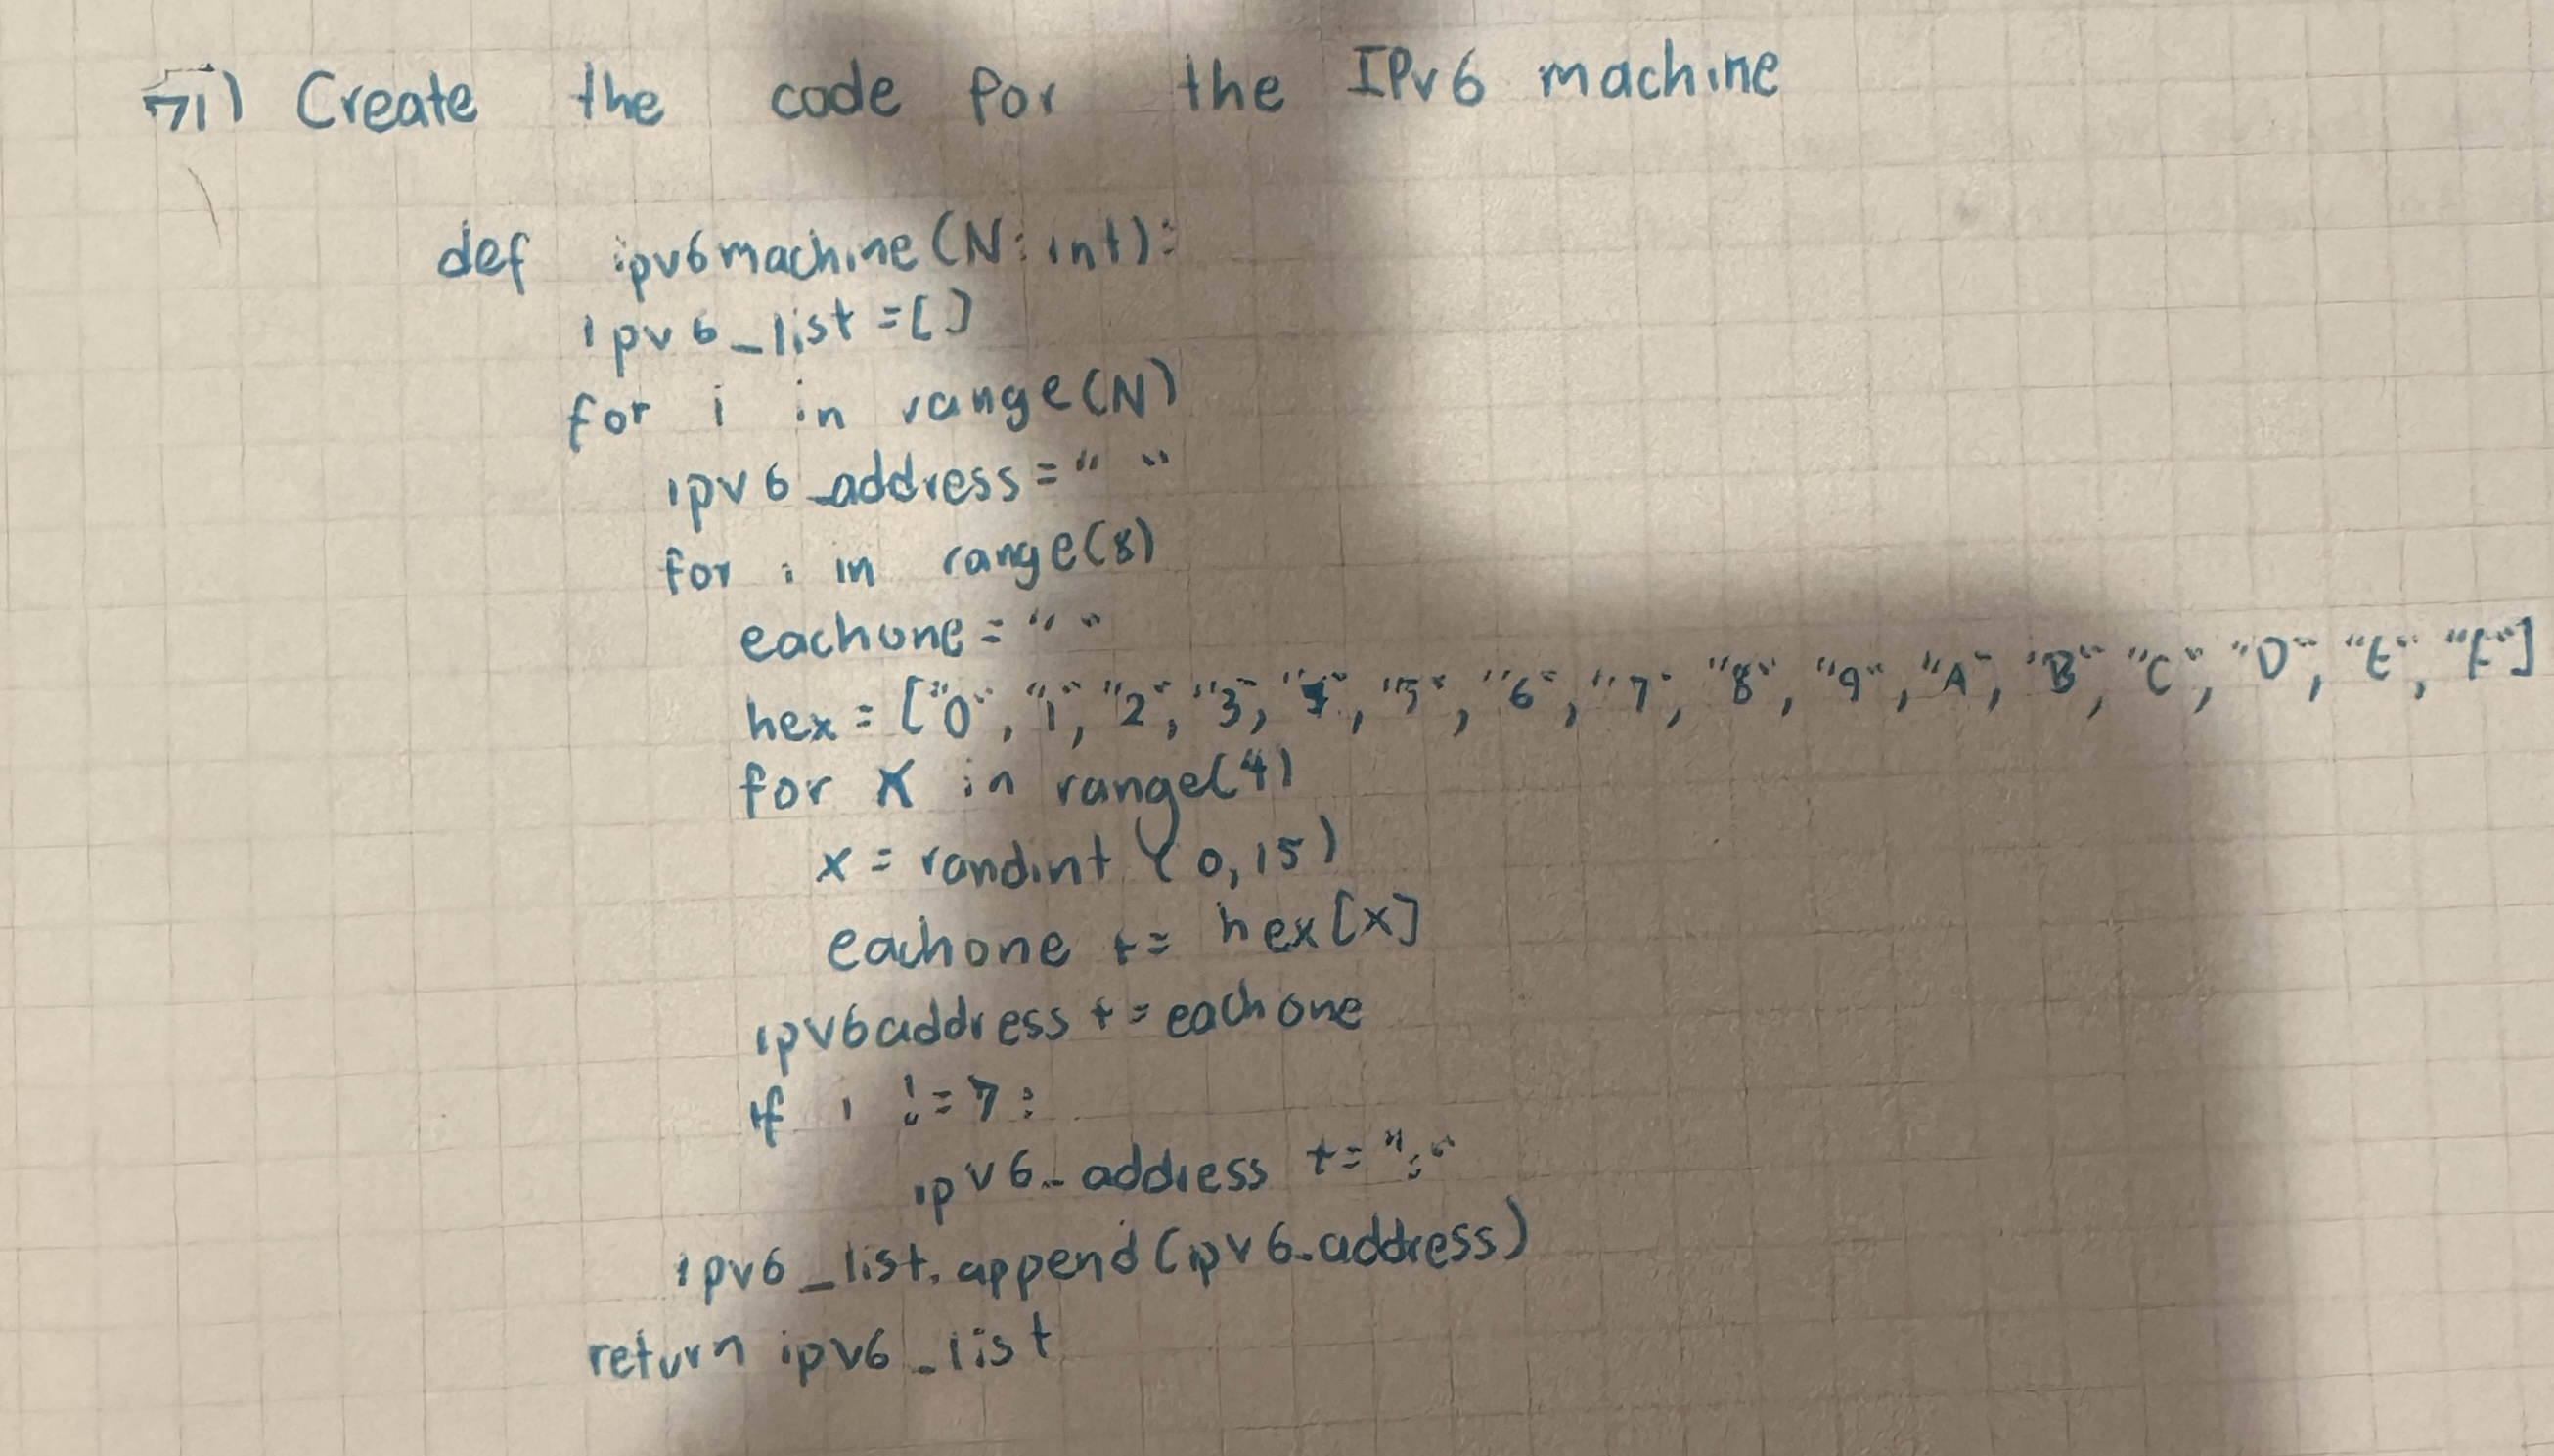 71) Create the code for the IPv6 machine
def ipv6machine(N: int):
ipv6_list =[]
for i in range(N)
ipv6_address = " "
for i in range(8)
eachone = " "
hex = ["0", "1", "2", "3", "4", "5", "6", "7", "8", "9", "A", "B", "C", "D", "E", "F"]
for x in range(4)
x = randint (0,15)
eachone += hex[x]
ipv6address += eachone
if i != 7:
ipv6_address += ":"
ipv6_list.append(ipv6_address)
return ipv6_list